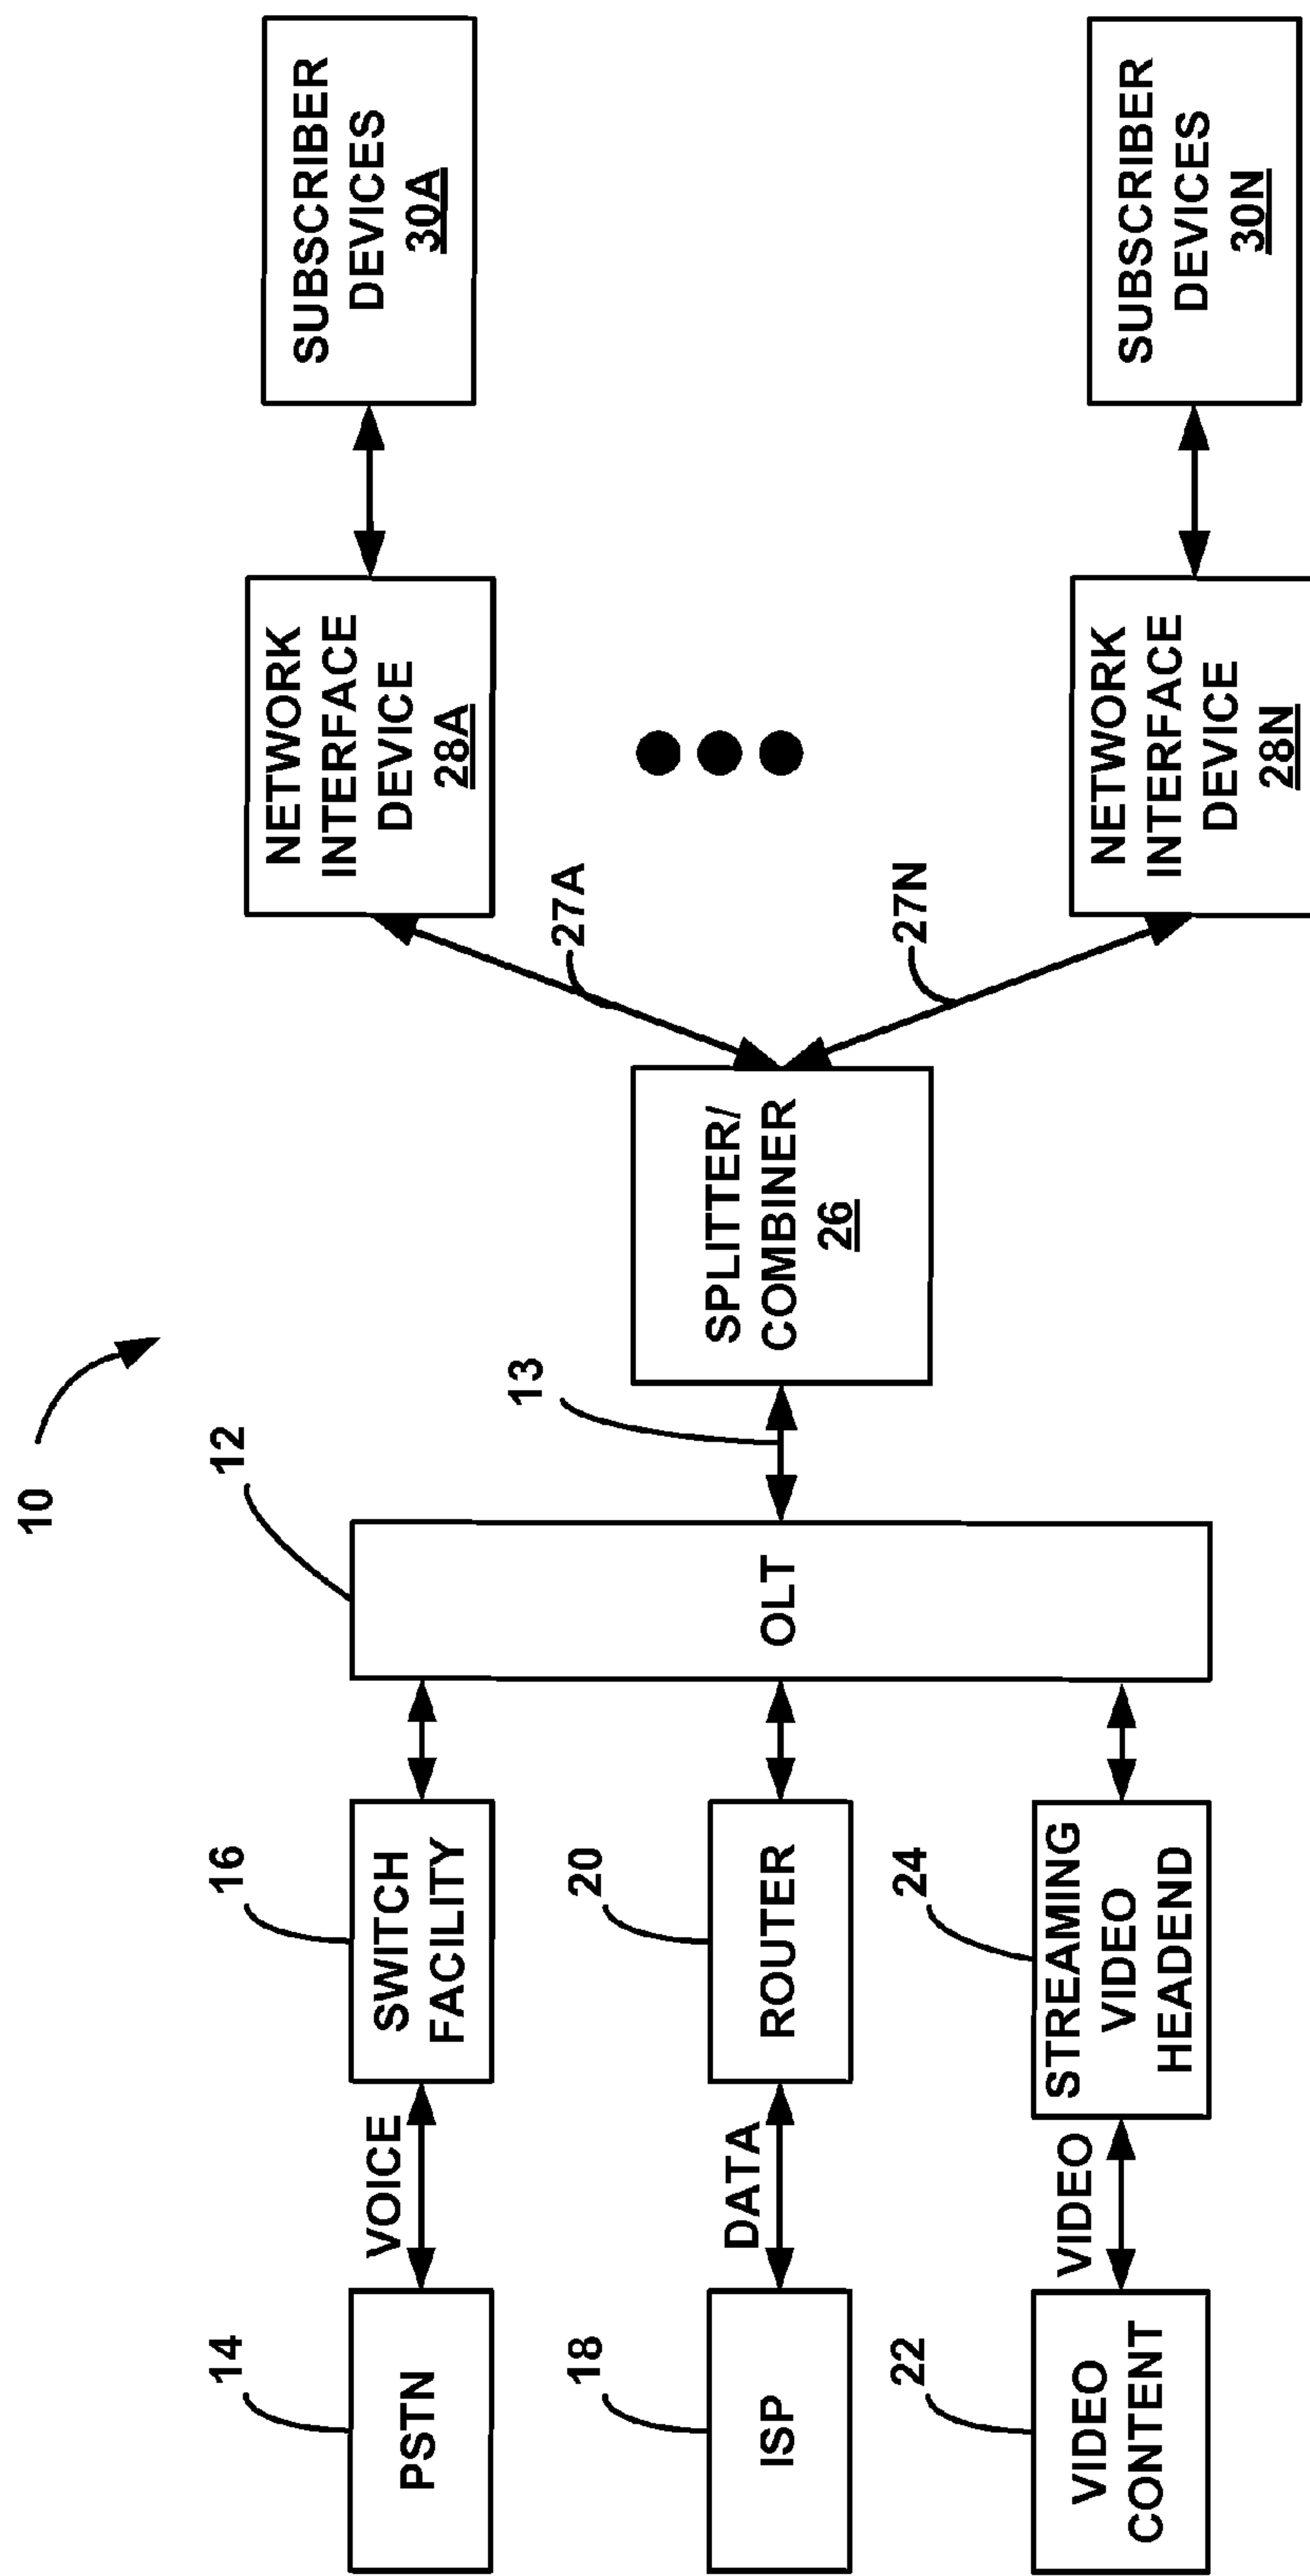 10
12
13
14
PSTN
VOICE
16
SWITCH
FACILITY
18
ISP
DATA
20
ROUTER
22
VIDEO
CONTENT
VIDEO
24
STREAMING
VIDEO
HEADEND
OLT
SPLITTER/
COMBINER
26
27A
27N
NETWORK
INTERFACE
DEVICE
28A
SUBSCRIBER
DEVICES
30A
NETWORK
INTERFACE
DEVICE
28N
SUBSCRIBER
DEVICES
30N